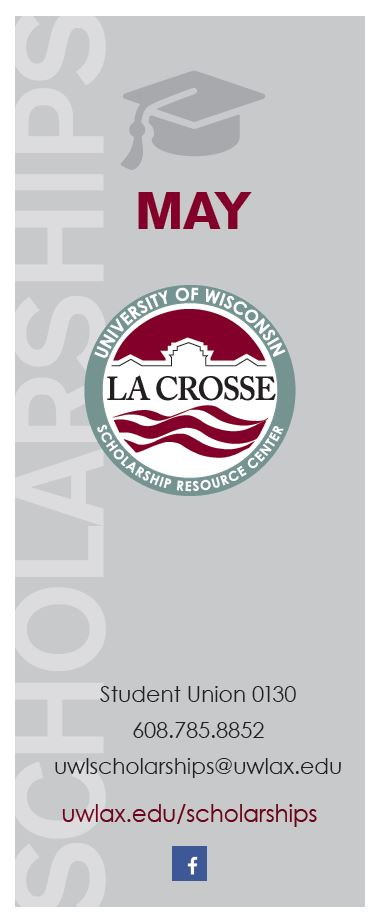 SCHOLARSHIPS
MAY
UNIVERSITY OF WISCONSIN
LA CROSSE
SCHOLARSHIP RESOURCE CENTER
Student Union 0130
608.785.8852
uwlscholarships@uwlax.edu
uwlax.edu/scholarships
f